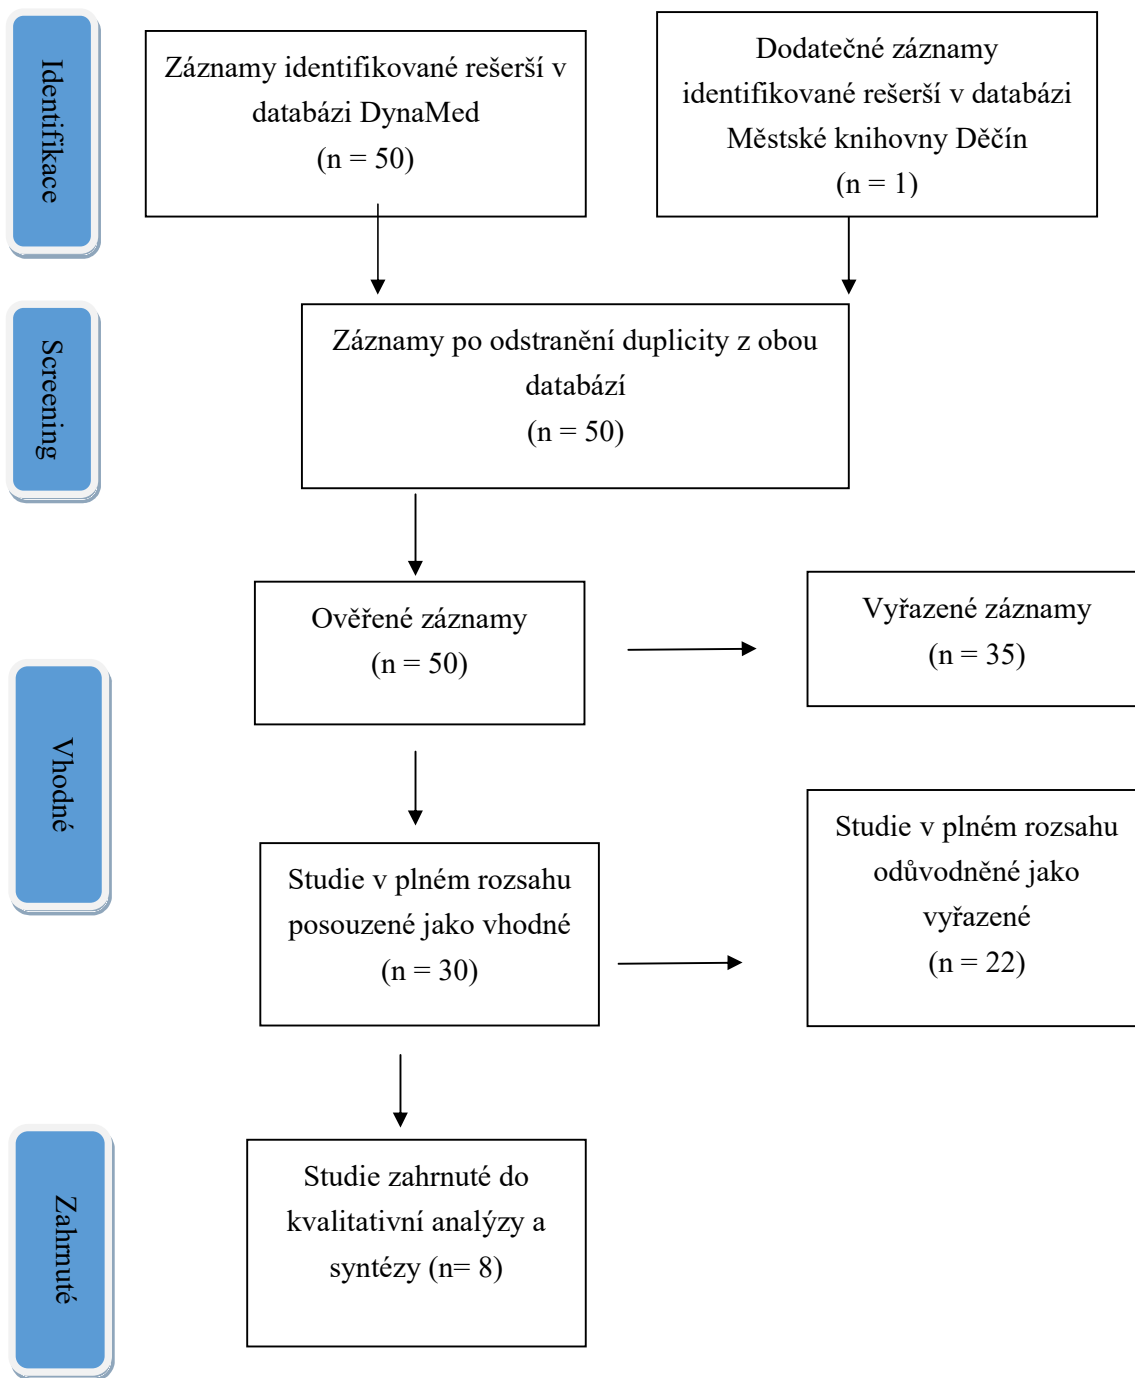 Identifikace
Záznamy identifikované rešerší v
databázi DynaMed
(n = 50)
Dodatečné záznamy
identifikované rešerší v databázi
Městské knihovny Děčín
(n = 1)
Screening
Záznamy po odstranění duplicity z obou
databází
(n = 50)
Vhodné
Ověřené záznamy
(n = 50)
Vyřazené záznamy
(n = 35)
Studie v plném rozsahu
posouzené jako vhodné
(n = 30)
Studie v plném rozsahu
odůvodněné jako
vyřazené
(n = 22)
Zahrnuté
Studie zahrnuté do
kvalitativní analýzy a
syntézy (n= 8)